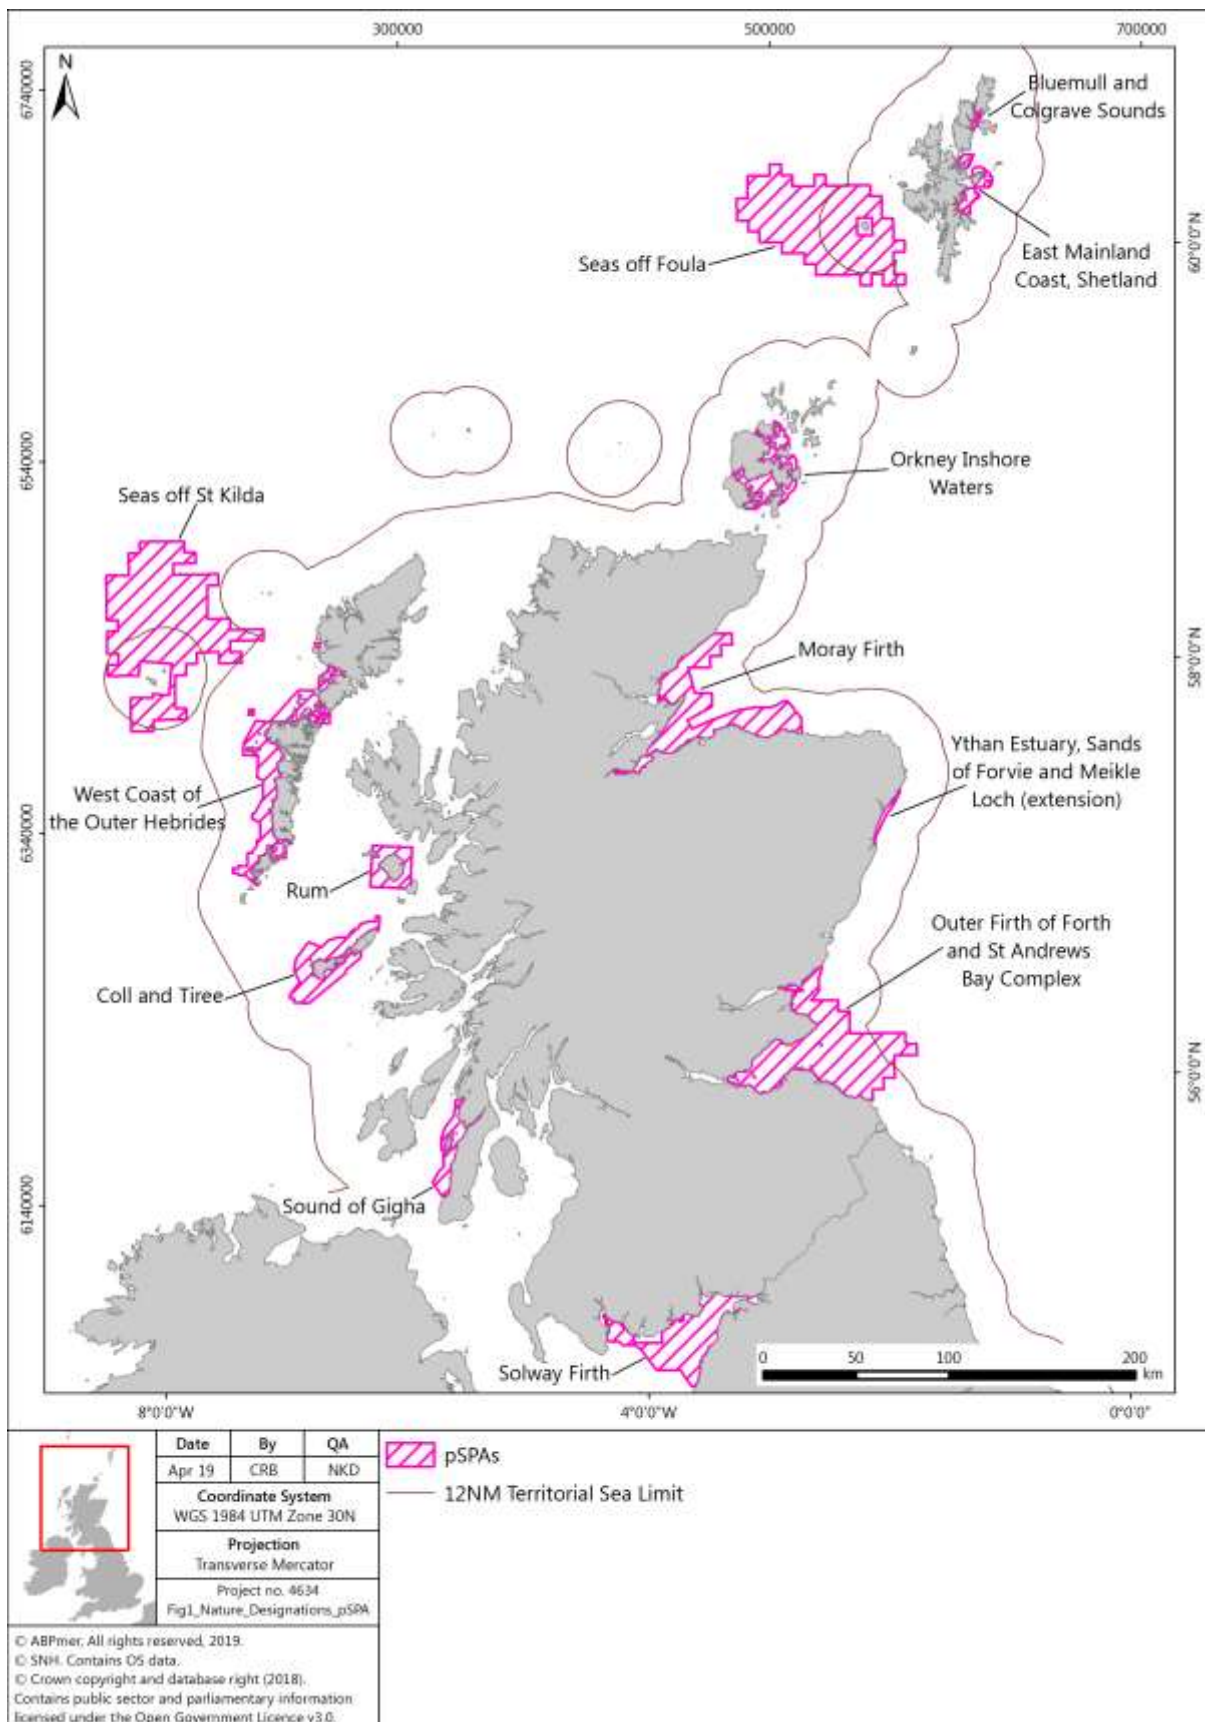 300000
500000
700000
N
6740000
Bluemull and
Colgrave Sounds
60°0'0"N
Seas off Foula
East Mainland
Coast, Shetland
6540000
Orkney Inshore
Waters
Seas off St Kilda
58°0'0"N
Moray Firth
Ythan Estuary, Sands
of Forvie and Meikle
Loch (extension)
West Coast of
the Outer Hebrides
6340000
Rum
Outer Firth of Forth
and St Andrews
Bay Complex
Coll and Tiree
56°0'0"N
6140000
Sound of Gigha
Solway Firth
0 50 100 200
km
8°0'0"W
4°0'0"W
0°0'0"
Date By QA
Apr 19 CRB NKD
Coordinate System
WGS 1984 UTM Zone 30N
Projection
Transverse Mercator
Project no. 4634
Fig1_Nature_Designations_pSPA
pSPAs
12NM Territorial Sea Limit
© ABPmer, All rights reserved, 2019.
© SNH. Contains OS data.
© Crown copyright and database right (2018).
Contains public sector and parliamentary information
licensed under the Open Government Licence v3.0.